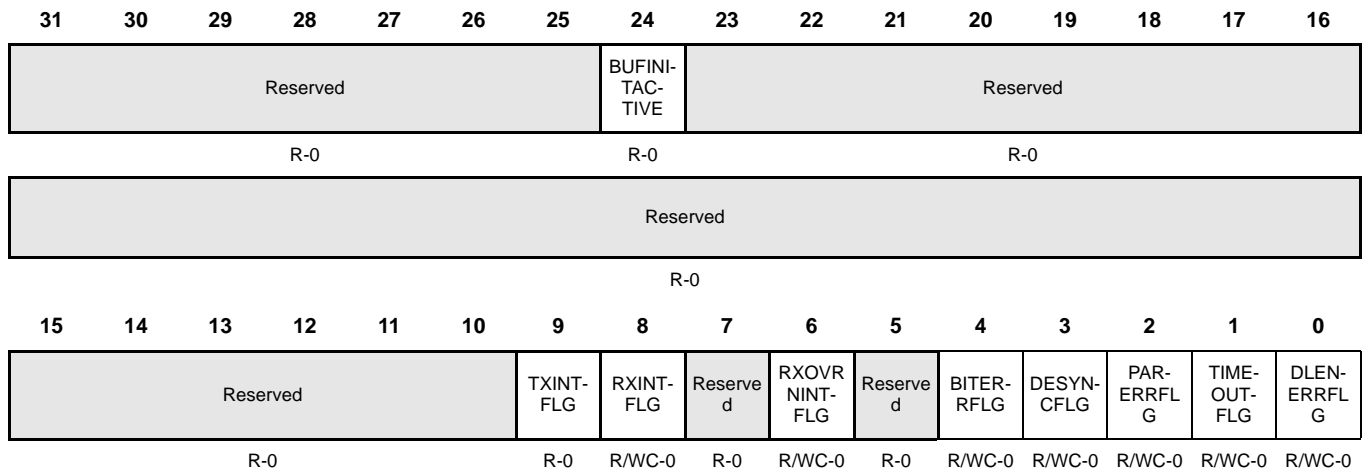 31 30 29 28 27 26 25 24 23 22 21 20 19 18 17 16
Reserved
BUFINI-
TAC-
TIVE
Reserved
R-0 R-0 R-0
Reserved
R-0
15 14 13 12 11 10 9 8 7 6 5 4 3 2 1 0
Reserved
TXINT-
FLG
RXINT-
FLG
Reserve
d
RXOVR
NINT-
FLG
Reserve
d
BITER-
RFLG
DESYN-
CFLG
PAR-
ERRFL
G
TIME-
OUT-
FLG
DLEN-
ERRFL
G
R-0 R-0 R/WC-0 R-0 R/WC-0 R-0 R/WC-0 R/WC-0 R/WC-0 R/WC-0 R/WC-0